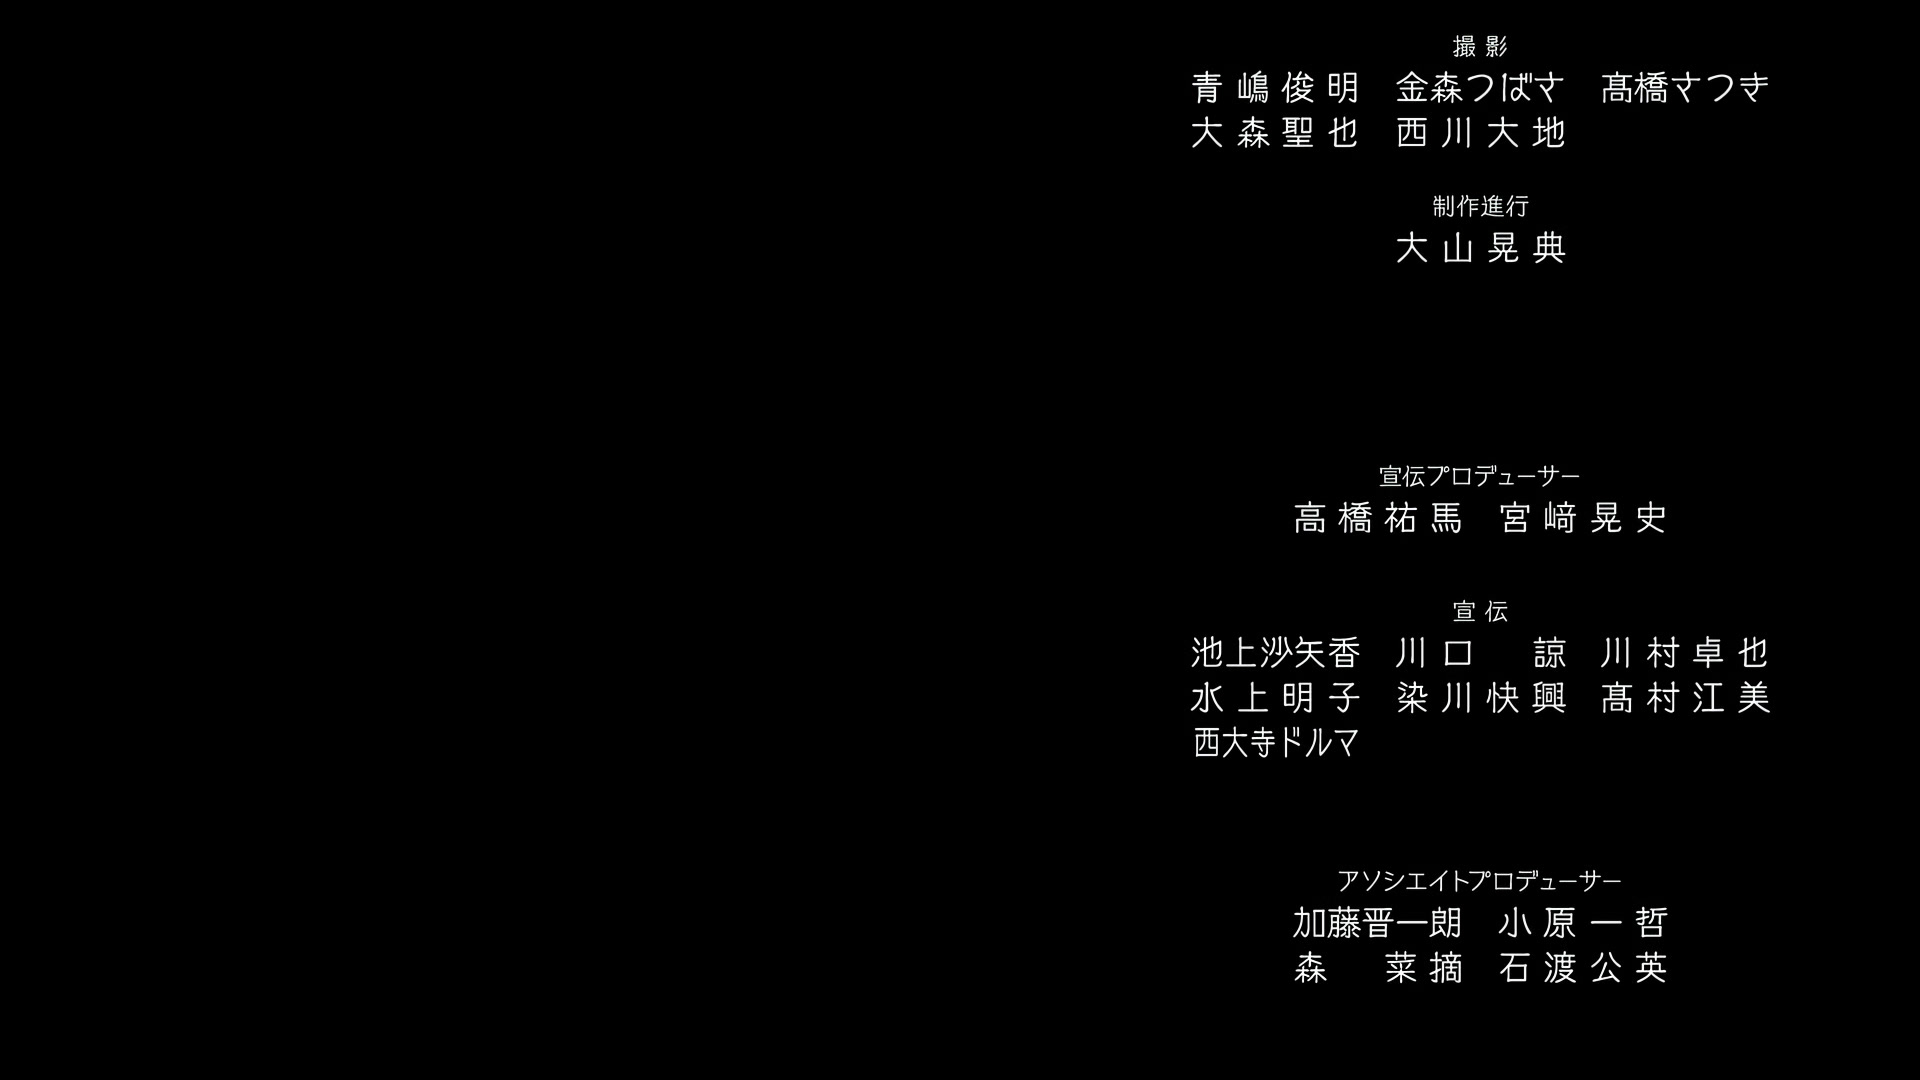 撮影
青嶋俊明　金森つばさ　髙橋さつき
大森聖也　西川大地
制作進行
大山晃典
宣伝プロデューサー
高橋祐馬　宮﨑晃史
宣伝
池上沙矢香　川口　諒　川村卓也
水上明子　染川快興　髙村江美
西大寺ドルマ
アソシエイトプロデューサー
加藤晋一朗　小原一哲
森　菜摘　石渡公英